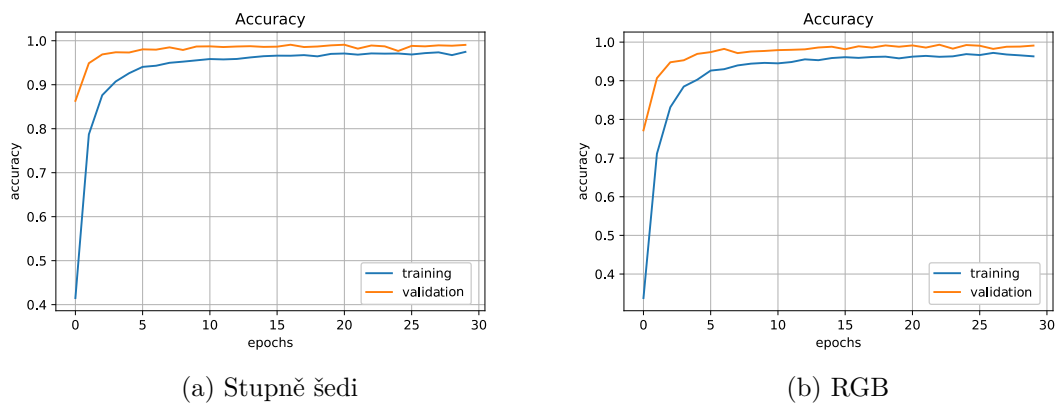 Accuracy
1.0
0.9
0.8
0.7
0.6
0.5
0.4
accuracy
0 5 10 15 20 25 30
epochs
training
validation
(a) Stupně šedi
Accuracy
1.0
0.9
0.8
0.7
0.6
0.5
0.4
accuracy
0 5 10 15 20 25 30
epochs
training
validation
(b) RGB